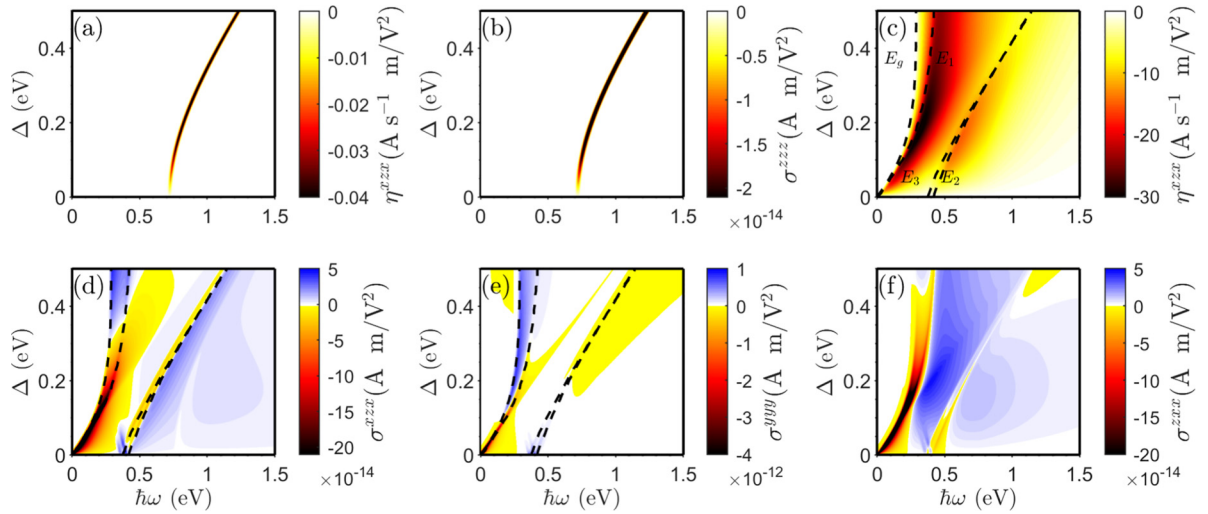 (a)
0.4
0.2
0
Δ (eV)
0 0.5 1 1.5
0
-0.01
-0.02
-0.03
-0.04
η^{xzx}(A s^{-1} m/V^2)
(b)
0.4
0.2
0
Δ (eV)
0 0.5 1 1.5
0
-0.5
-1
-1.5
-2
×10^{-14}
σ^{zzz}(A m/V^2)
(c)
E_g
E_1
E_3
E_2
0.4
0.2
0
Δ (eV)
0 0.5 1 1.5
0
-10
-20
-30
η^{xzx}(A s^{-1} m/V^2)
(d)
0.4
0.2
0
Δ (eV)
0 0.5 1 1.5
ħω (eV)
5
0
-5
-10
-15
-20
×10^{-14}
σ^{xzx}(A m/V^2)
(e)
0.4
0.2
0
Δ (eV)
0 0.5 1 1.5
ħω (eV)
1
0
-1
-2
-3
-4
×10^{-12}
σ^{yyy}(A m/V^2)
(f)
0.4
0.2
0
Δ (eV)
0 0.5 1 1.5
ħω (eV)
5
0
-5
-10
-15
-20
×10^{-14}
σ^{zxx}(A m/V^2)